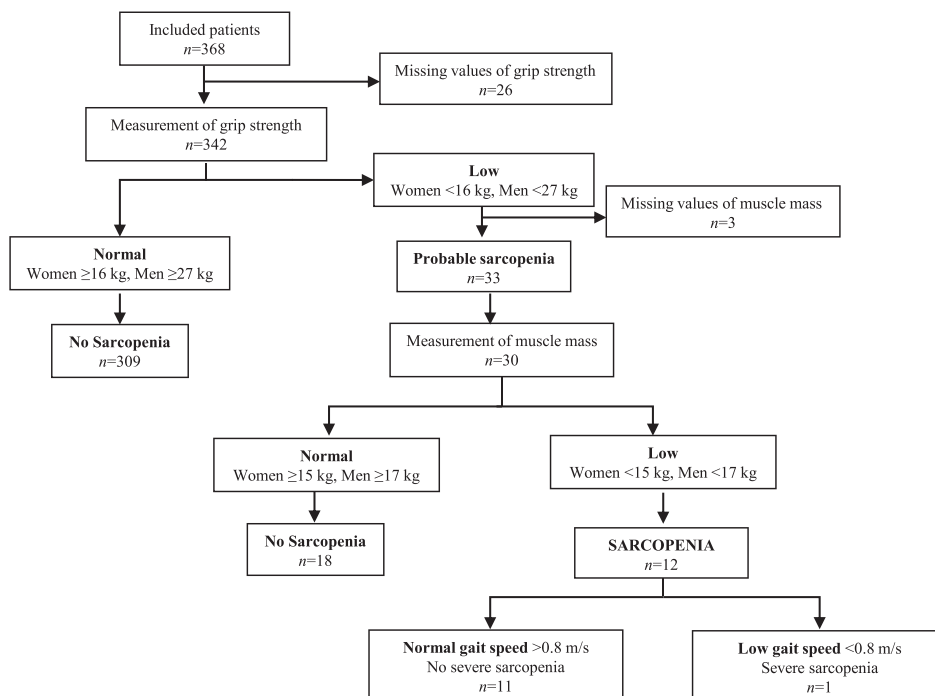 Included patients
n=368
Missing values of grip strength
n=26
Measurement of grip strength
n=342
Low
Women <16 kg, Men <27 kg
Missing values of muscle mass
n=3
Normal
Women ≥16 kg, Men ≥27 kg
Probable sarcopenia
n=33
No Sarcopenia
n=309
Measurement of muscle mass
n=30
Normal
Women ≥15 kg, Men ≥17 kg
Low
Women <15 kg, Men <17 kg
No Sarcopenia
n=18
SARCOPENIA
n=12
Normal gait speed >0.8 m/s
No severe sarcopenia
n=11
Low gait speed <0.8 m/s
Severe sarcopenia
n=1